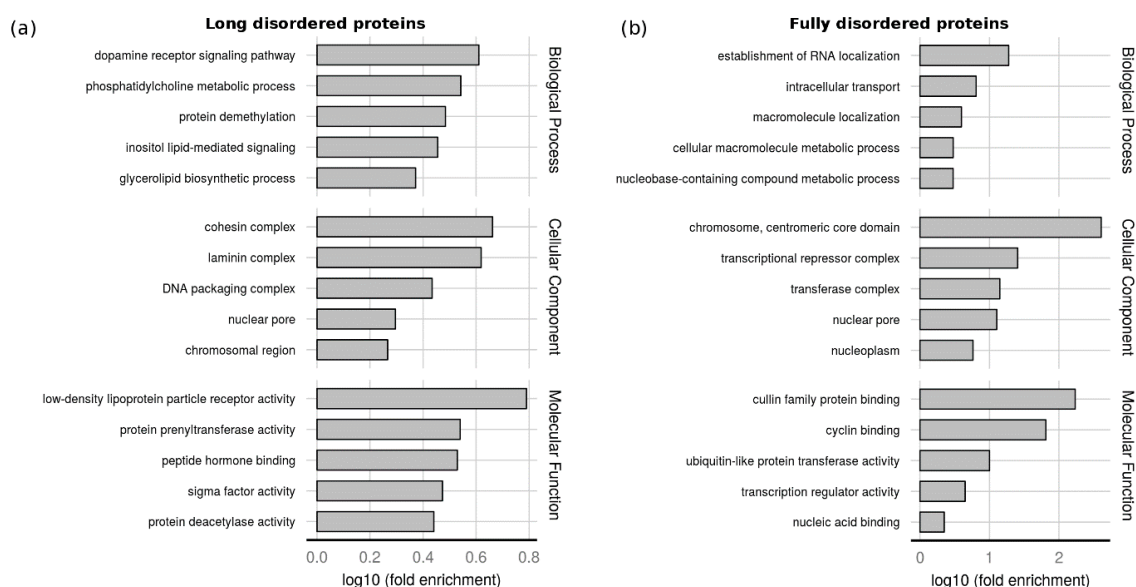 (a)
Long disordered proteins
dopamine receptor signaling pathway
phosphatidylcholine metabolic process
protein demethylation
inositol lipid-mediated signaling
glycerolipid biosynthetic process
Biological Process
cohesin complex
laminin complex
DNA packaging complex
nuclear pore
chromosomal region
Cellular Component
low-density lipoprotein particle receptor activity
protein prenyltransferase activity
peptide hormone binding
sigma factor activity
protein deacetylase activity
Molecular Function
0.0 0.2 0.4 0.6 0.8
log10 (fold enrichment)
(b)
Fully disordered proteins
establishment of RNA localization
intracellular transport
macromolecule localization
cellular macromolecule metabolic process
nucleobase-containing compound metabolic process
Biological Process
chromosome, centromeric core domain
transcriptional repressor complex
transferase complex
nuclear pore
nucleoplasm
Cellular Component
cullin family protein binding
cyclin binding
ubiquitin-like protein transferase activity
transcription regulator activity
nucleic acid binding
Molecular Function
0 1 2
log10 (fold enrichment)